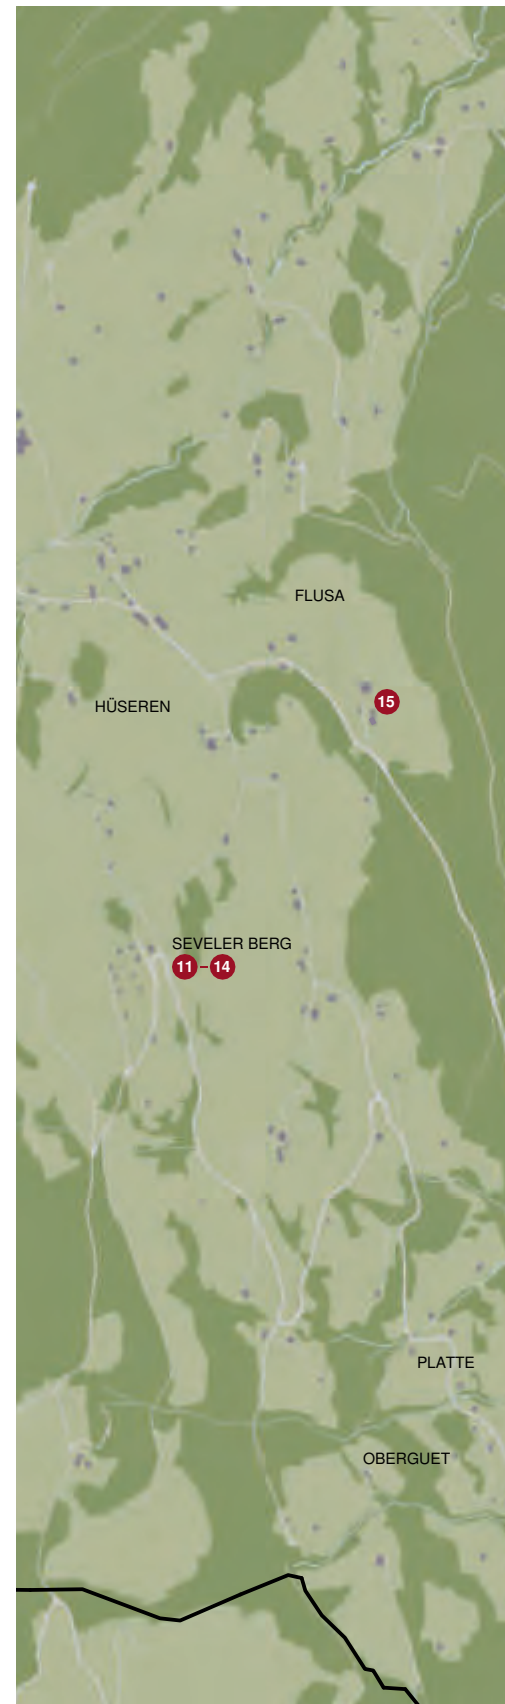 FLUSA
15
HÜSEREN
SEVELER BERG
11 – 14
PLATTE
OBERGUET